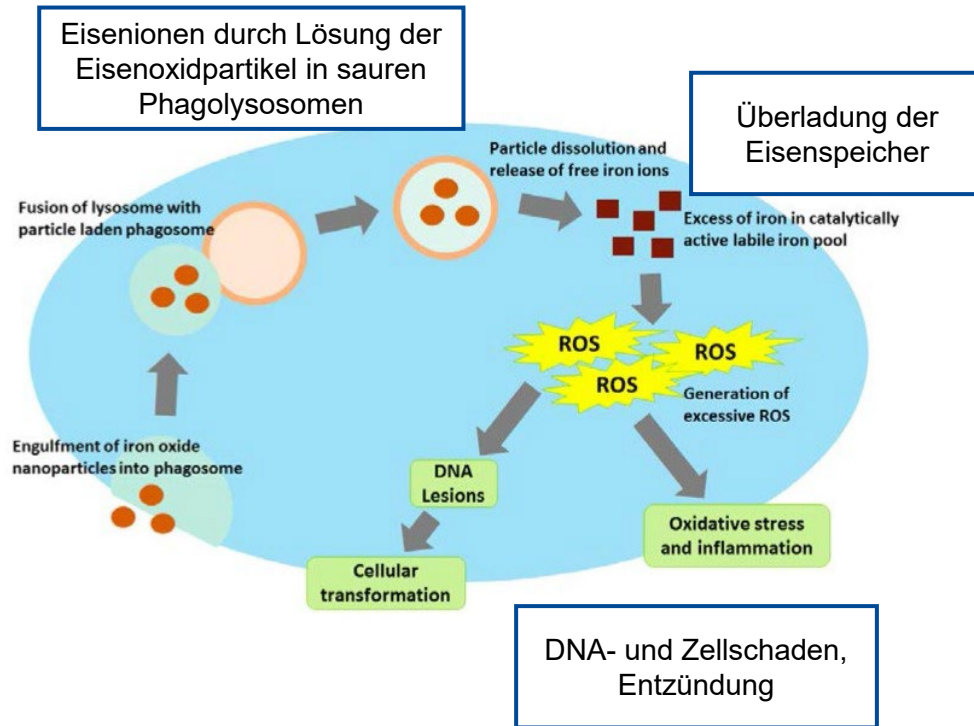 Eisenionen durch Lösung der
Eisenoxidpartikel in sauren
Phagolysosomen
Überladung der
Eisenspeicher
Particle dissolution and
release of free iron ions
Fusion of lysosome with
particle laden phagosome
Excess of iron in catalytically
active labile iron pool
ROS
ROS
ROS
Generation of
excessive ROS
Engulfment of iron oxide
nanoparticles into phagosome
DNA
Lesions
Oxidative stress
and inflammation
Cellular
transformation
DNA- und Zellschaden,
Entzündung